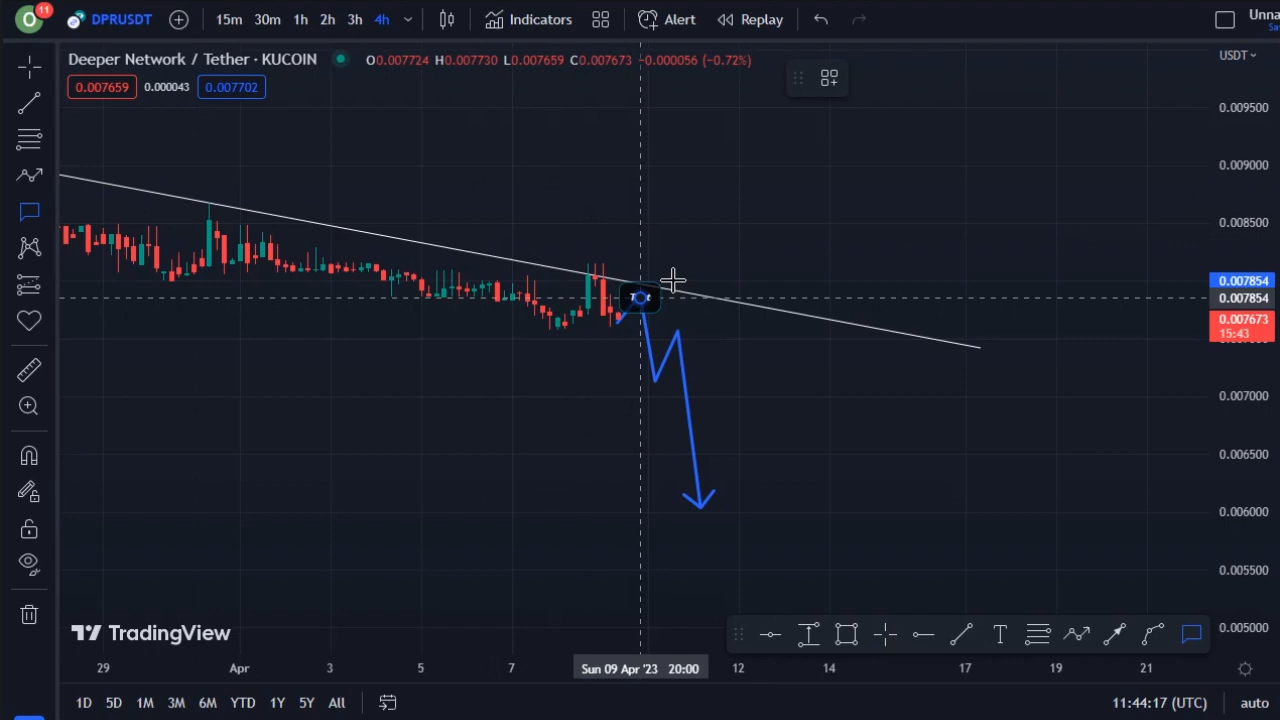 O 11 DPRUSDT 15m 30m 1h 2h 3h 4h Indicators Alert Replay Unna
Deeper Network / Tether · KUCOIN O0.007724 H0.007730 L0.007659 C0.007673 −0.000056 (−0.72%)
USDT
0.007659 0.000043 0.007702
0.009500
0.009000
0.008500
0.007854
0.007854
0.007673
15:43
0.007000
0.006500
0.006000
0.005500
0.005000
TradingView
T
29 Apr 3 5 7 Sun 09 Apr '23 20:00 12 14 17 19 21
1D 5D 1M 3M 6M YTD 1Y 5Y All 11:44:17 (UTC) auto